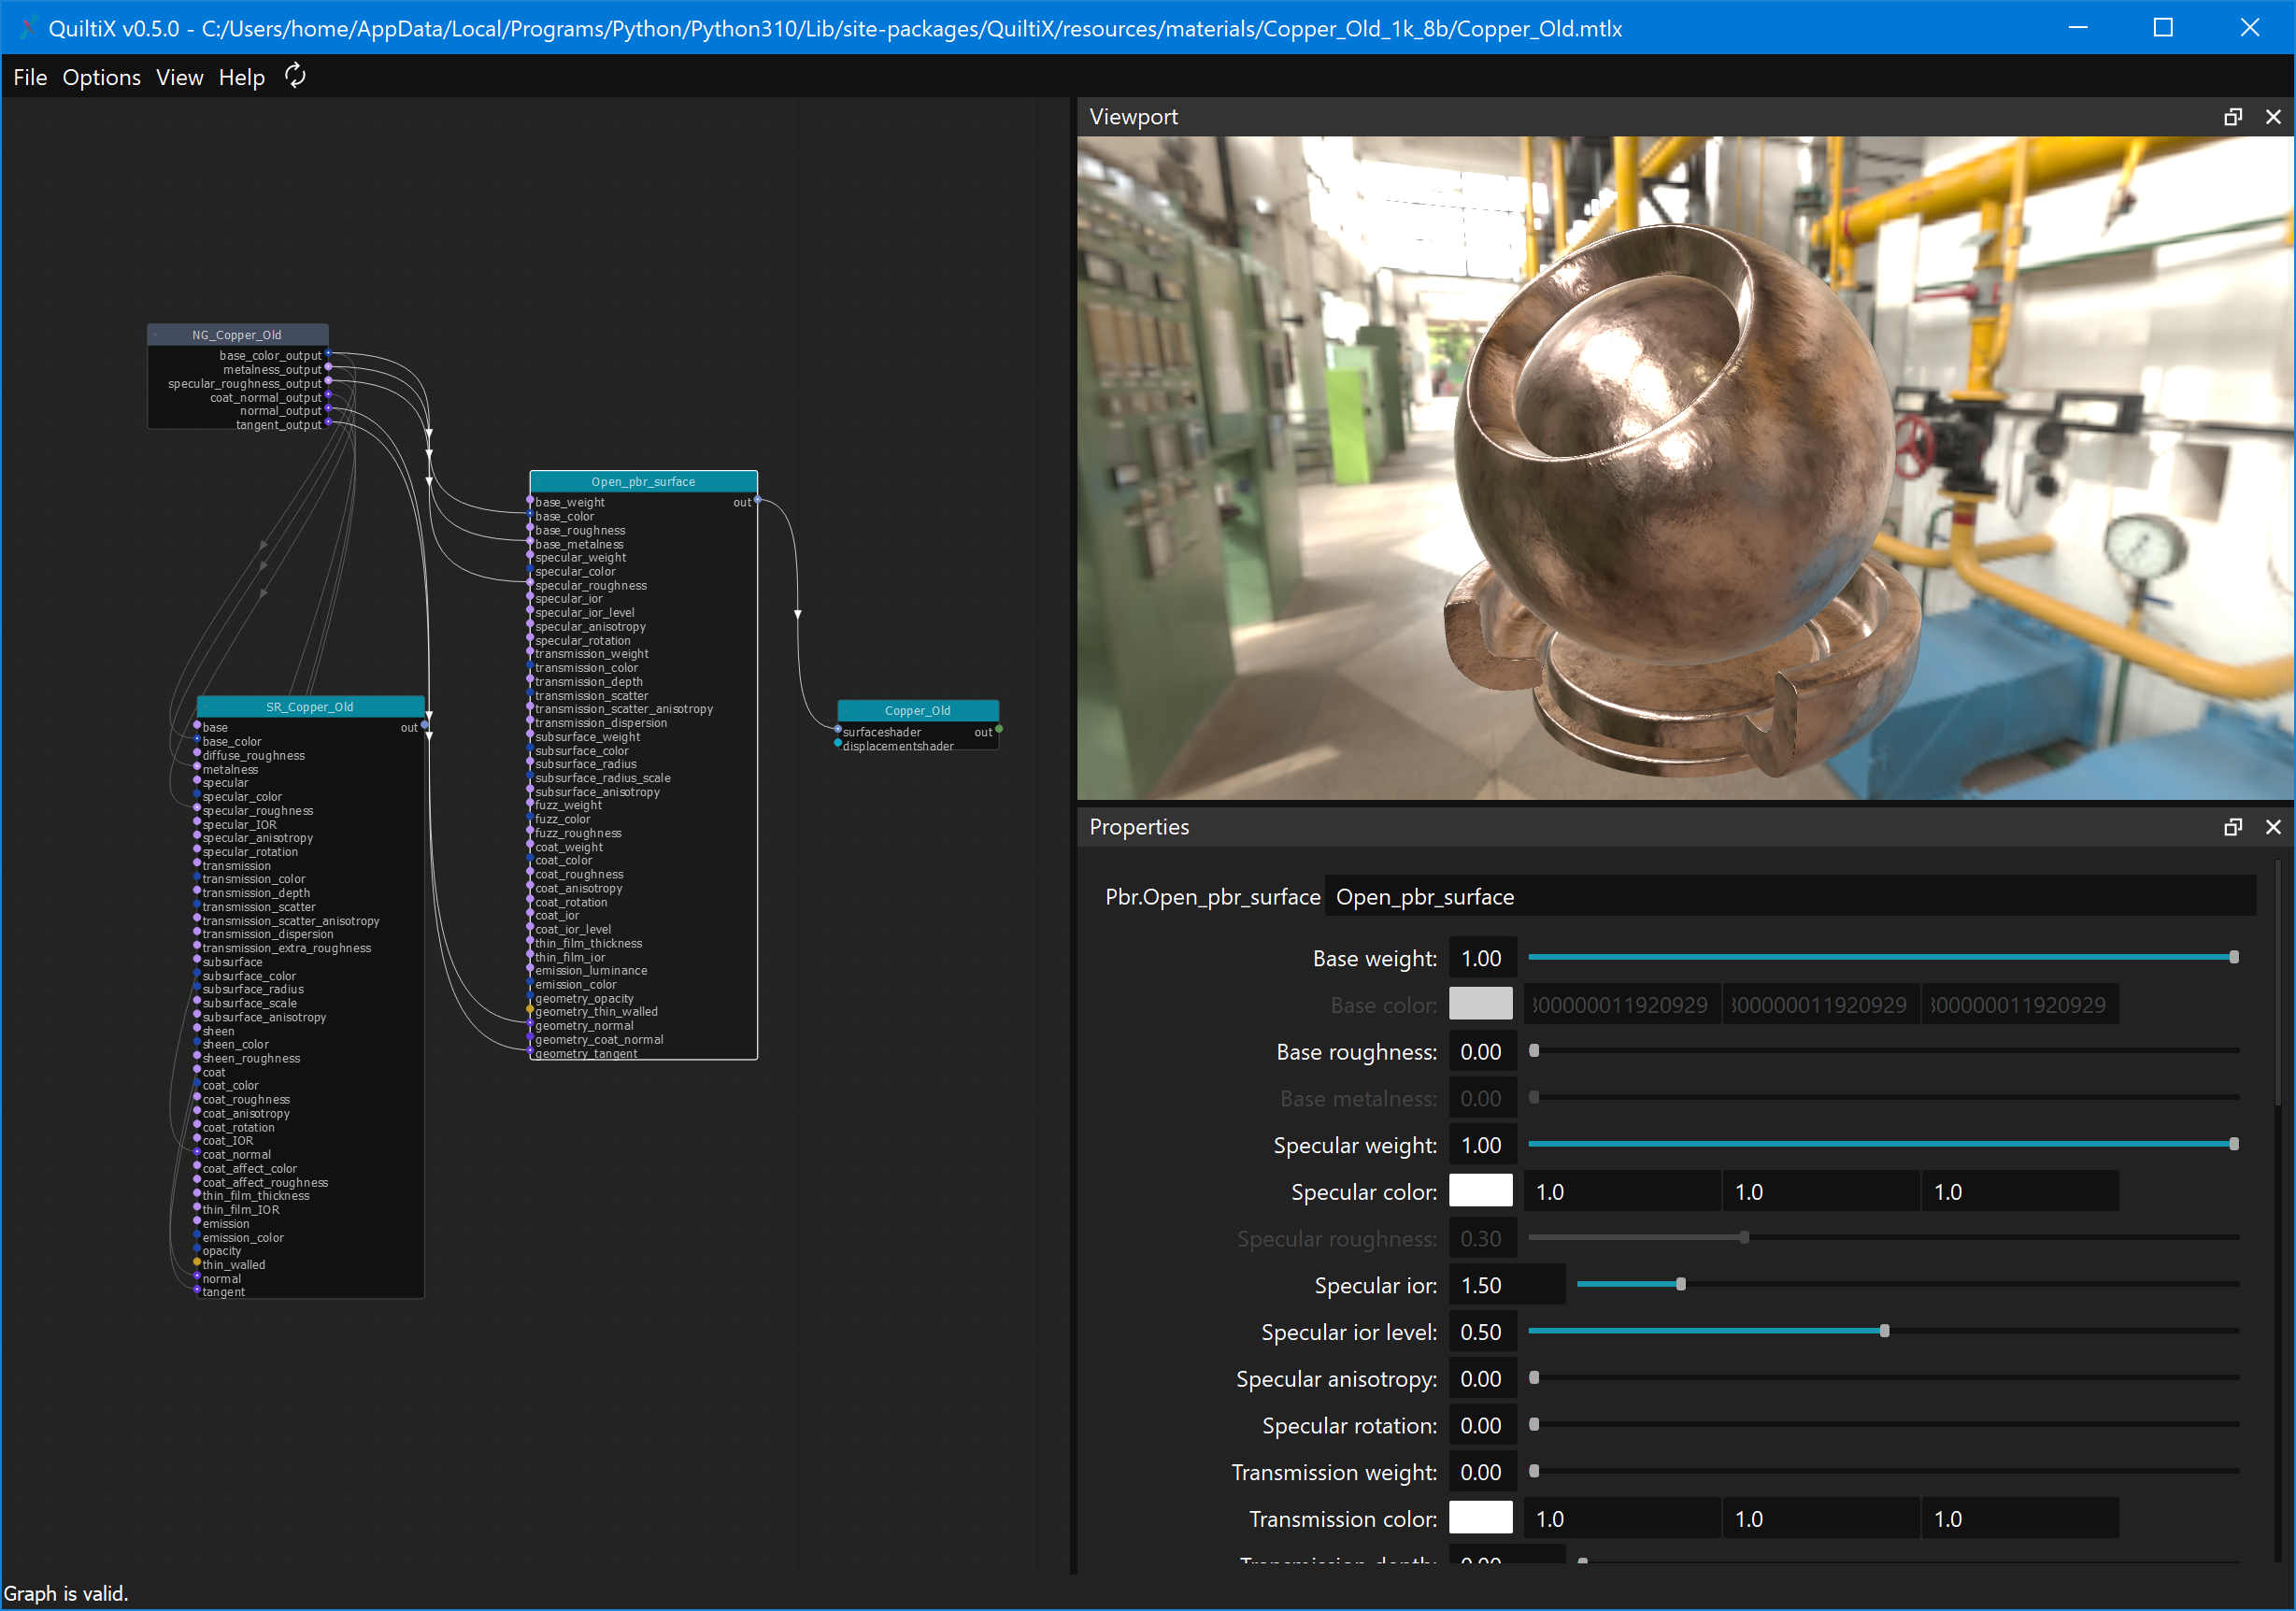 QuiltiX v0.5.0 - C:/Users/home/AppData/Local/Programs/Python/Python310/Lib/site-packages/QuiltiX/resources/materials/Copper_Old_1k_8b/Copper_Old.mtlx
File Options View Help
NG_Copper_Old
base_color_output
metalness_output
specular_roughness_output
coat_normal_output
normal_output
tangent_output
Open_pbr_surface
base_weight out
base_color
base_roughness
base_metalness
specular_weight
specular_color
specular_roughness
specular_ior
specular_ior_level
specular_anisotropy
specular_rotation
transmission_weight
transmission_color
transmission_depth
transmission_scatter
transmission_scatter_anisotropy
transmission_dispersion
subsurface_weight
subsurface_color
subsurface_radius
subsurface_radius_scale
subsurface_anisotropy
fuzz_weight
fuzz_color
fuzz_roughness
coat_weight
coat_color
coat_roughness
coat_anisotropy
coat_rotation
coat_ior
coat_ior_level
thin_film_thickness
thin_film_ior
emission_luminance
emission_color
geometry_opacity
geometry_thin_walled
geometry_normal
geometry_coat_normal
geometry_tangent
SR_Copper_Old
base out
base_color
diffuse_roughness
metalness
specular
specular_color
specular_roughness
specular_IOR
specular_anisotropy
specular_rotation
transmission
transmission_color
transmission_depth
transmission_scatter
transmission_scatter_anisotropy
transmission_dispersion
transmission_extra_roughness
subsurface
subsurface_color
subsurface_radius
subsurface_scale
subsurface_anisotropy
sheen
sheen_color
sheen_roughness
coat
coat_color
coat_roughness
coat_anisotropy
coat_rotation
coat_IOR
coat_normal
coat_affect_color
coat_affect_roughness
thin_film_thickness
thin_film_IOR
emission
emission_color
opacity
thin_walled
normal
tangent
Copper_Old
surfaceshader out
displacementshader
Viewport
Properties
Pbr.Open_pbr_surface Open_pbr_surface
Base weight: 1.00
Base color: 300000011920929 300000011920929 300000011920929
Base roughness: 0.00
Base metalness: 0.00
Specular weight: 1.00
Specular color: 1.0 1.0 1.0
Specular roughness: 0.30
Specular ior: 1.50
Specular ior level: 0.50
Specular anisotropy: 0.00
Specular rotation: 0.00
Transmission weight: 0.00
Transmission color: 1.0 1.0 1.0
Transmission depth: 0.00
Graph is valid.